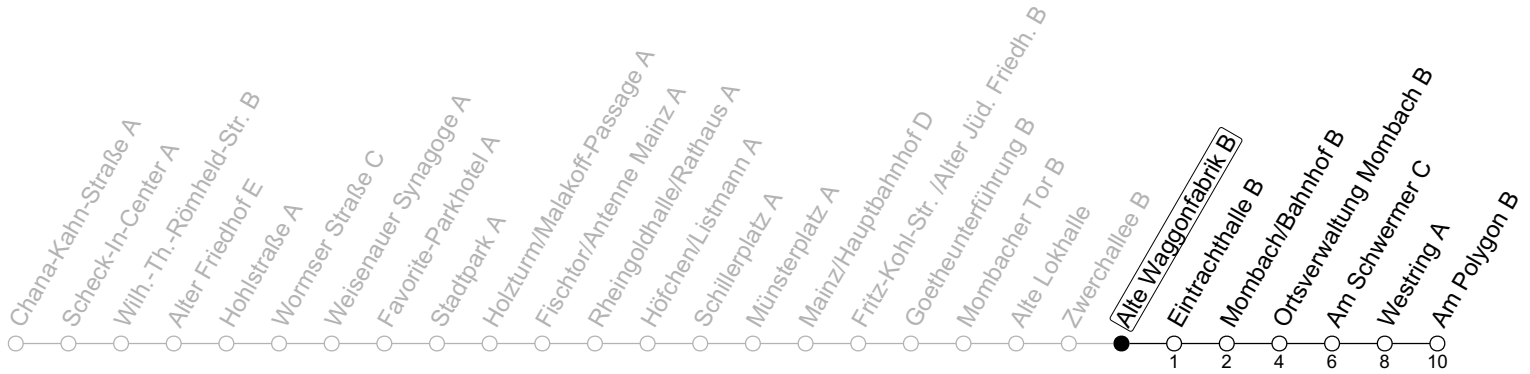 Chana-Kahn-Straße A
Scheck-In-Center A
Wilh.-Th.-Römheld-Str. B
Alter Friedhof E
Hohlstraße A
Wormser Straße C
Weisenauer Synagoge A
Favorite-Parkhotel A
Stadtpark A
Holzturm/Malakoff-Passage A
Fischtor/Antenne Mainz A
Rheingoldhalle/Rathaus A
Höfchen/Listmann A
Schillerplatz A
Münsterplatz A
Mainz/Hauptbahnhof D
Fritz-Kohl-Str. /Alter Jüd. Friedh. B
Goetheunterführung B
Mombacher Tor B
Alte Lokhalle
Zwerchallee B
Alte Waggonfabrik B
Eintrachthalle B
Mombach/Bahnhof B
Ortsverwaltung Mombach B
Am Schwermer C
Westring A
Am Polygon B
1 2 4 6 8 10